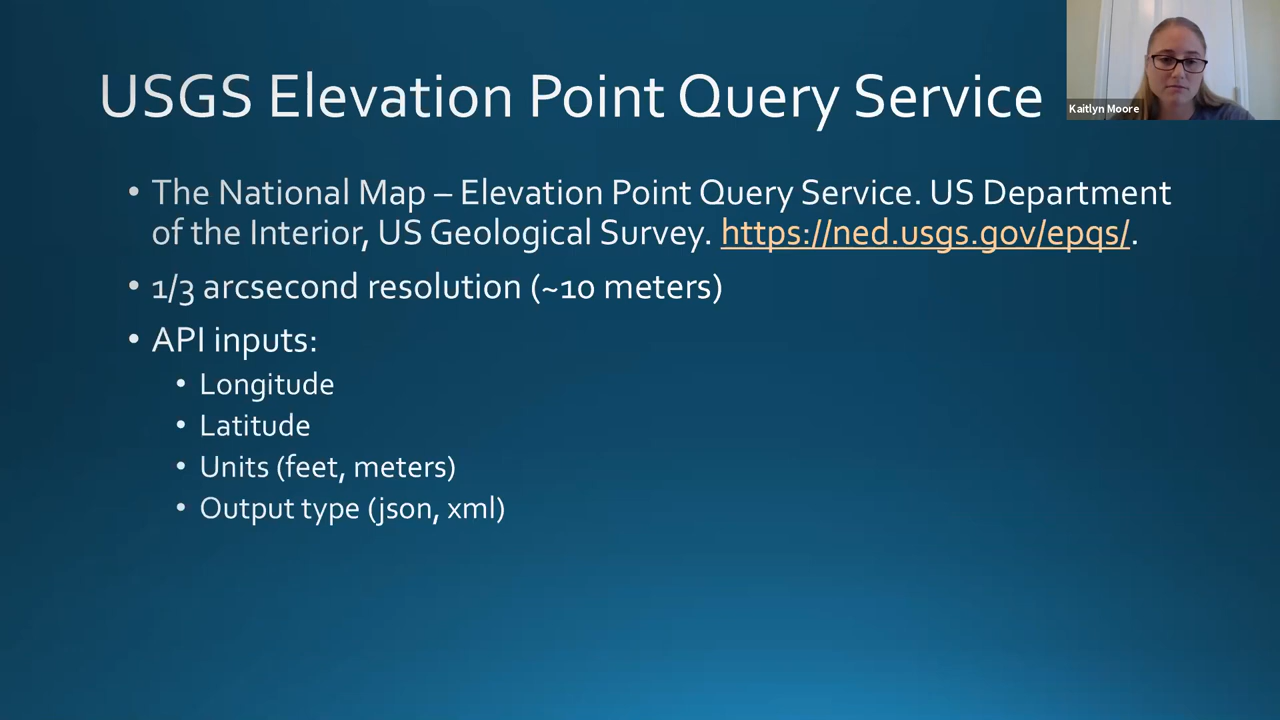 USGS Elevation Point Query Service
Kaitlyn Moore
• The National Map – Elevation Point Query Service. US Department
of the Interior, US Geological Survey. https://ned.usgs.gov/epqs/.
• 1/3 arcsecond resolution (~10 meters)
• API inputs:
• Longitude
• Latitude
• Units (feet, meters)
• Output type (json, xml)